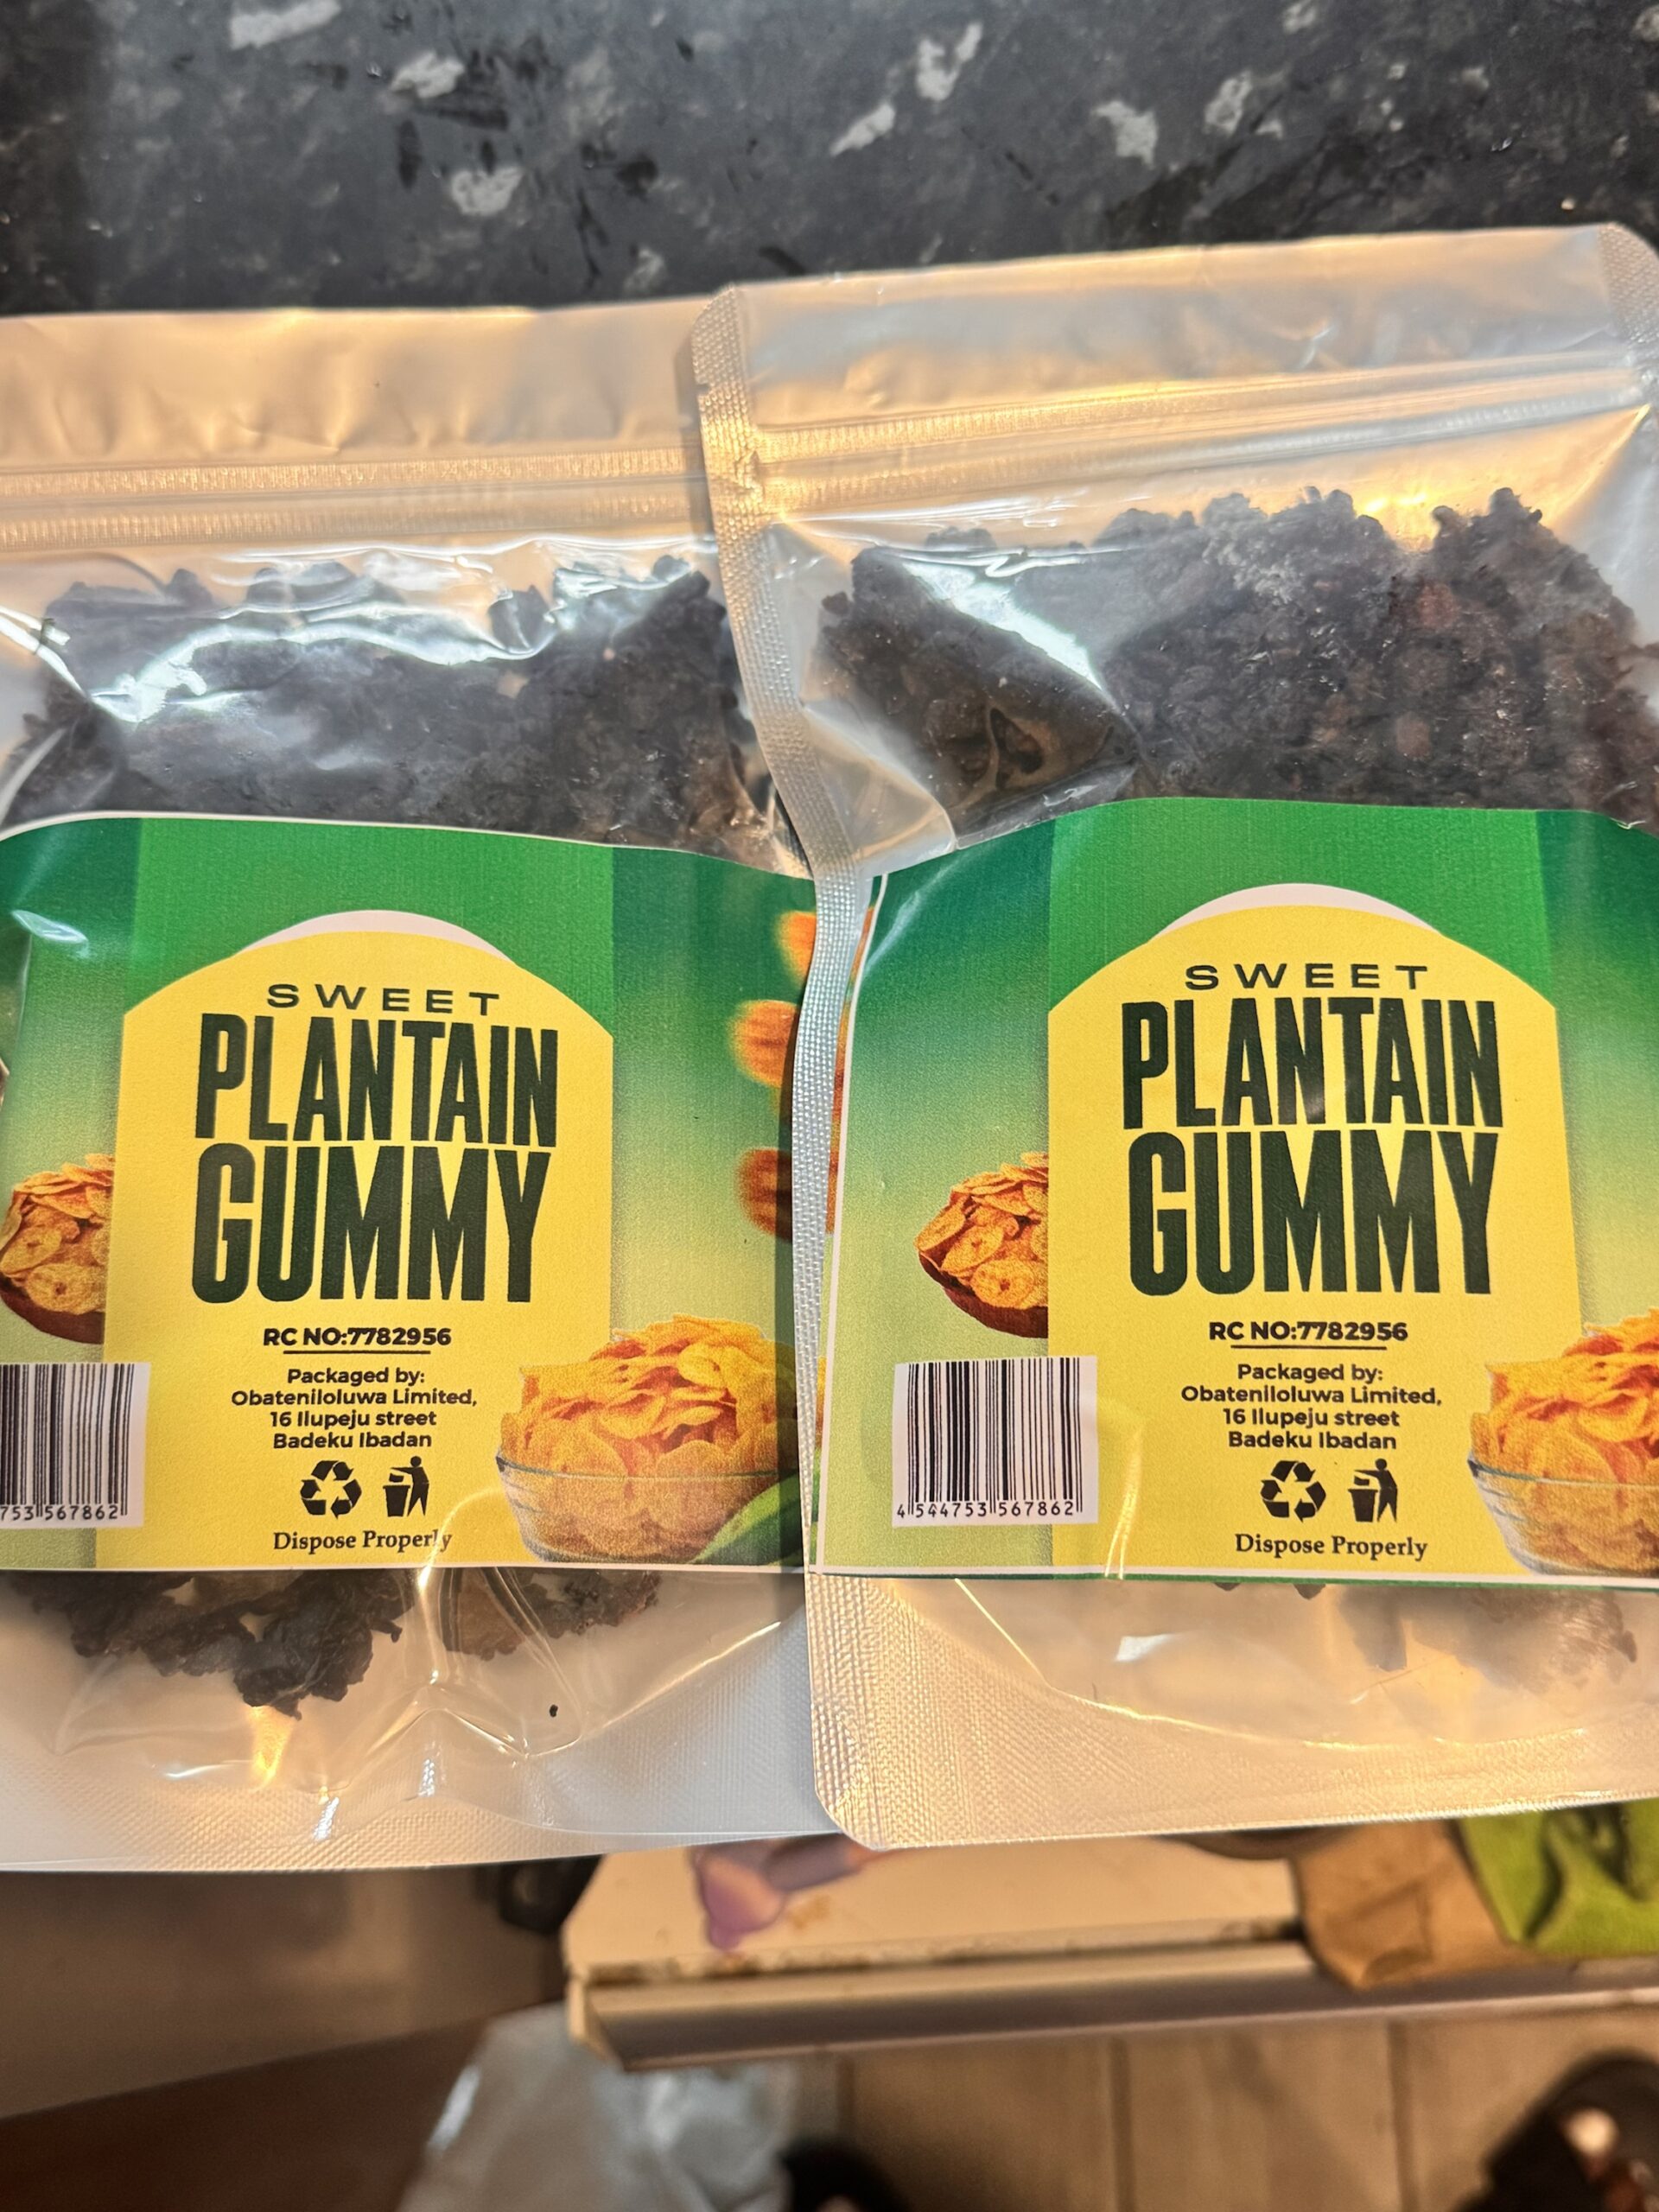 SWEET
PLANTAIN
GUMMY
RC NO:7782956
Packaged by:
Obateniloluwa Limited,
16 Ilupeju street
Badeku Ibadan
753 567862
Dispose Properly
SWEET
PLANTAIN
GUMMY
RC NO:7782956
Packaged by:
Obateniloluwa Limited,
16 Ilupeju street
Badeku Ibadan
4 544753 567862
Dispose Properly